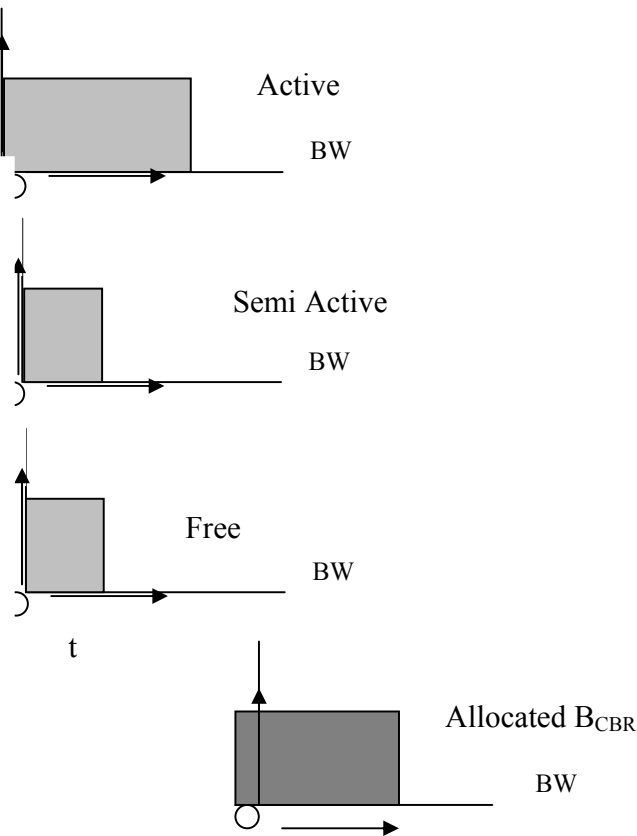 Active
BW
Semi Active
BW
Free
BW
t
Allocated B_CBR
BW